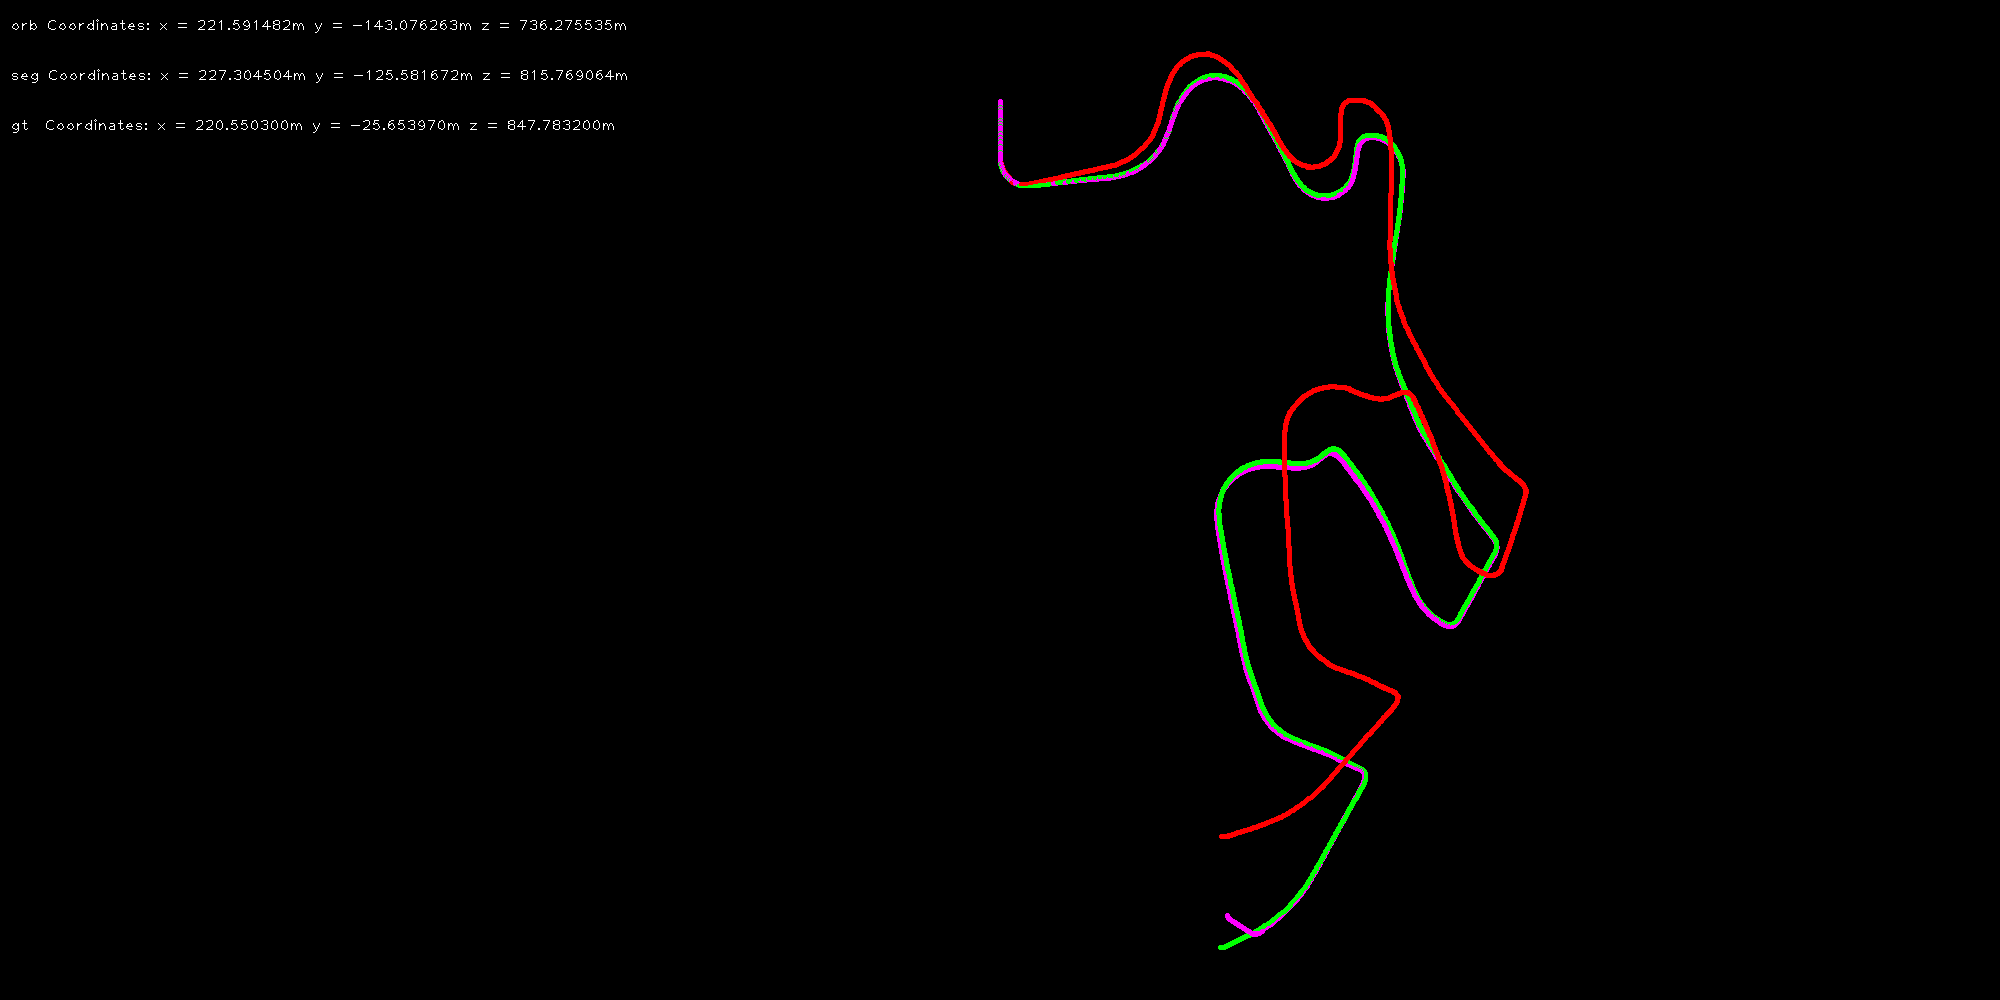 orb Coordinates: x = 221.591482m y = -143.076263m z = 736.275535m
seg Coordinates: x = 227.304504m y = -125.581672m z = 815.769064m
gt  Coordinates: x = 220.550300m y = -25.653970m z = 847.783200m